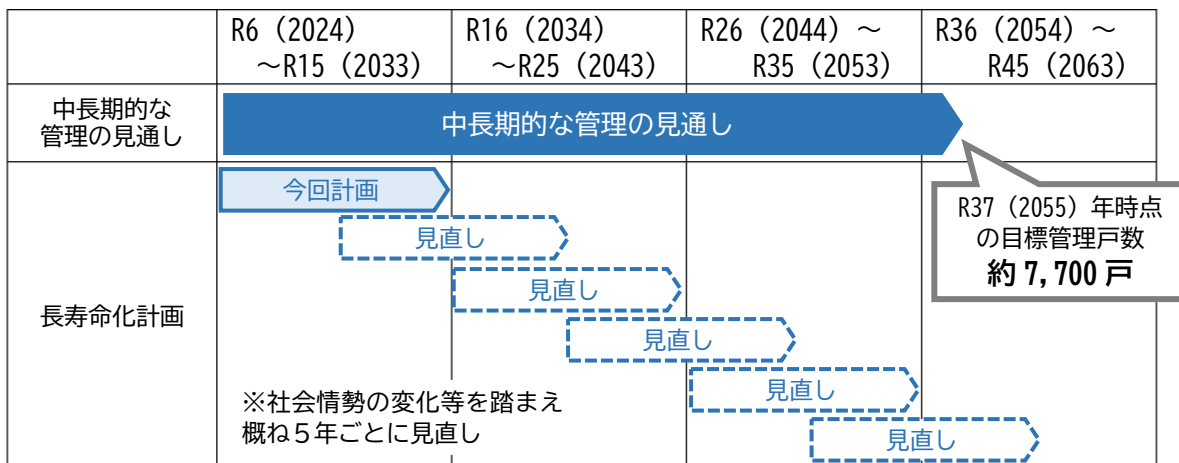 R6（2024）
～R15（2033）
R16（2034）
～R25（2043）
R26（2044）～
R35（2053）
R36（2054）～
R45（2063）
中長期的な
管理の見通し
中長期的な管理の見通し
R37（2055）年時点
の目標管理戸数
約7,700戸
長寿命化計画
今回計画
見直し
見直し
見直し
見直し
見直し
※社会情勢の変化等を踏まえ
概ね５年ごとに見直し